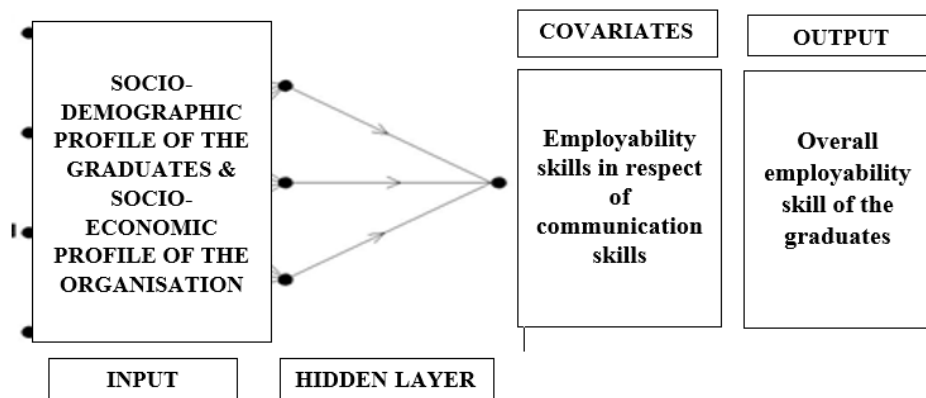 COVARIATES
OUTPUT
SOCIO-
DEMOGRAPHIC
PROFILE OF THE
GRADUATES &
SOCIO-
ECONOMIC
PROFILE OF THE
ORGANISATION
Employability
skills in respect
of
communication
skills
Overall
employability
skill of the
graduates
INPUT
HIDDEN LAYER